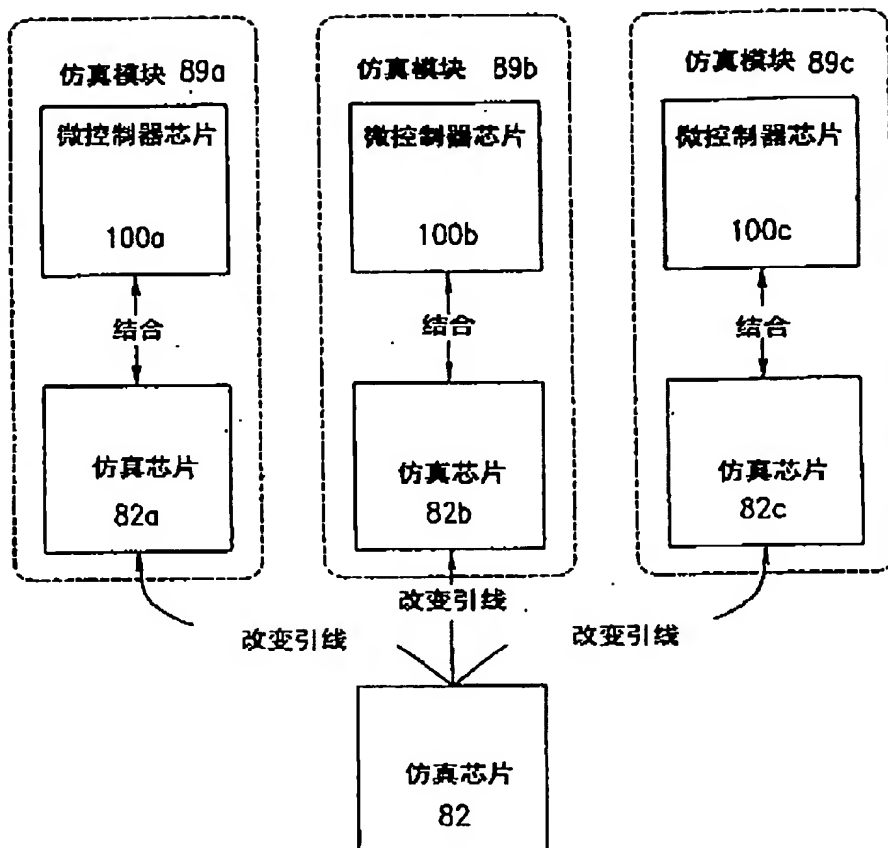 仿真模块 89a
微控制器芯片
100a
结合
仿真芯片
82a
仿真模块 89b
微控制器芯片
100b
结合
仿真芯片
82b
仿真模块 89c
微控制器芯片
100c
结合
仿真芯片
82c
改变引线
改变引线
改变引线
仿真芯片
82